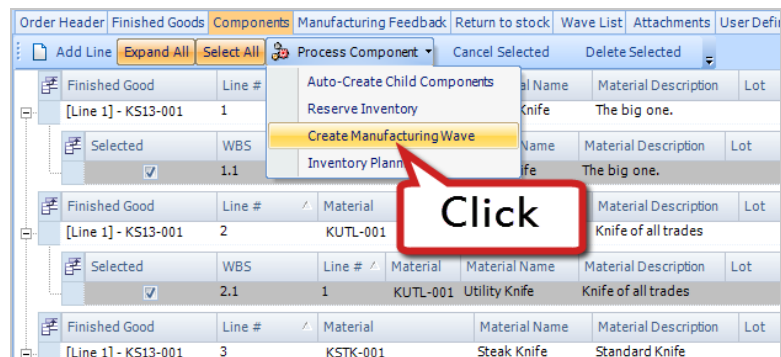 Order Header Finished Goods Components Manufacturing Feedback Return to stock Wave List Attachments User Defi
Add Line Expand All Select All Process Component Cancel Selected Delete Selected
Finished Good Line # Name Material Description Lot
Auto-Create Child Components
[Line 1] - KS13-001 1 Knife The big one.
Reserve Inventory
Create Manufacturing Wave
Selected WBS Name Material Description Lot
Inventory
1.1 The big one.
Click
Finished Good Line # Material Material Description Lot
[Line 1] - KS13-001 2 KUTL-001 Knife of all trades
Selected WBS Line # Material Material Name Material Description Lot
2.1 1 KUTL-001 Utility Knife Knife of all trades
Finished Good Line # Material Material Name Material Description Lot
[Line 1] - KS13-001 3 KSTK-001 Steak Knife Standard Knife